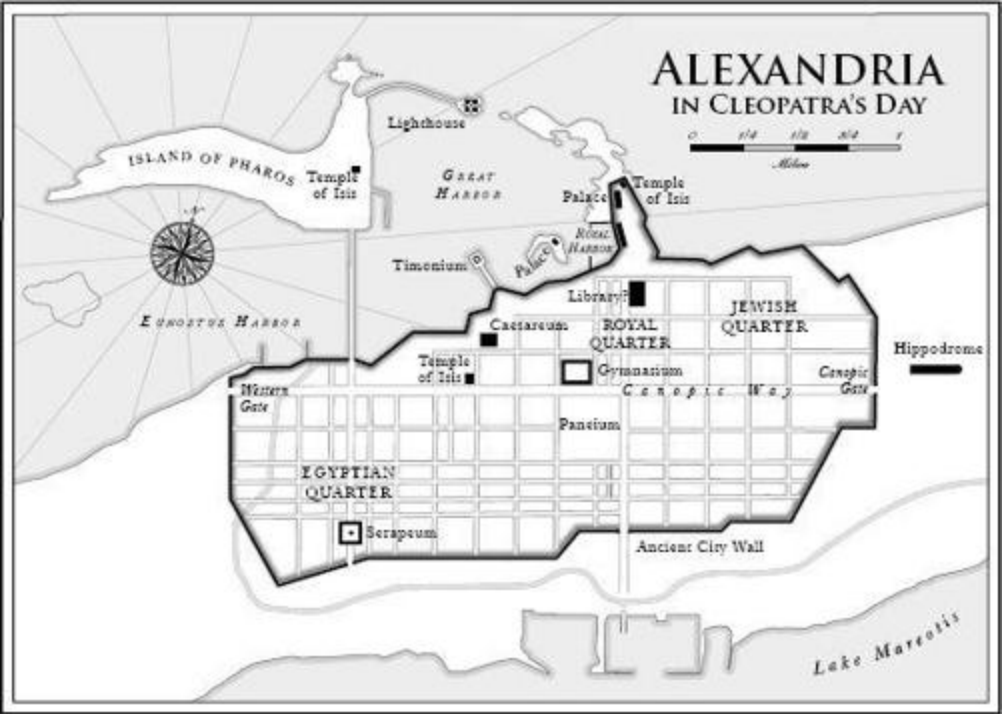 ALEXANDRIA
IN CLEOPATRA'S DAY
0 1/4 1/2 3/4 1
Miles
Lighthouse
ISLAND OF PHAROS
Temple
of Isis
GREAT
HARBOR
Palace
Temple
of Isis
ROYAL
HARBOR
N
Timonium
Palace
Library?
JEWISH
QUARTER
EUNOSTUS HARBOR
Caesareum
ROYAL
QUARTER
Hippodrome
Temple
of Isis
Gymnasium
Canopic
Gate
Canopic Way
Western
Gate
Paneium
EGYPTIAN
QUARTER
Serapeum
Ancient City Wall
Lake Mareotis